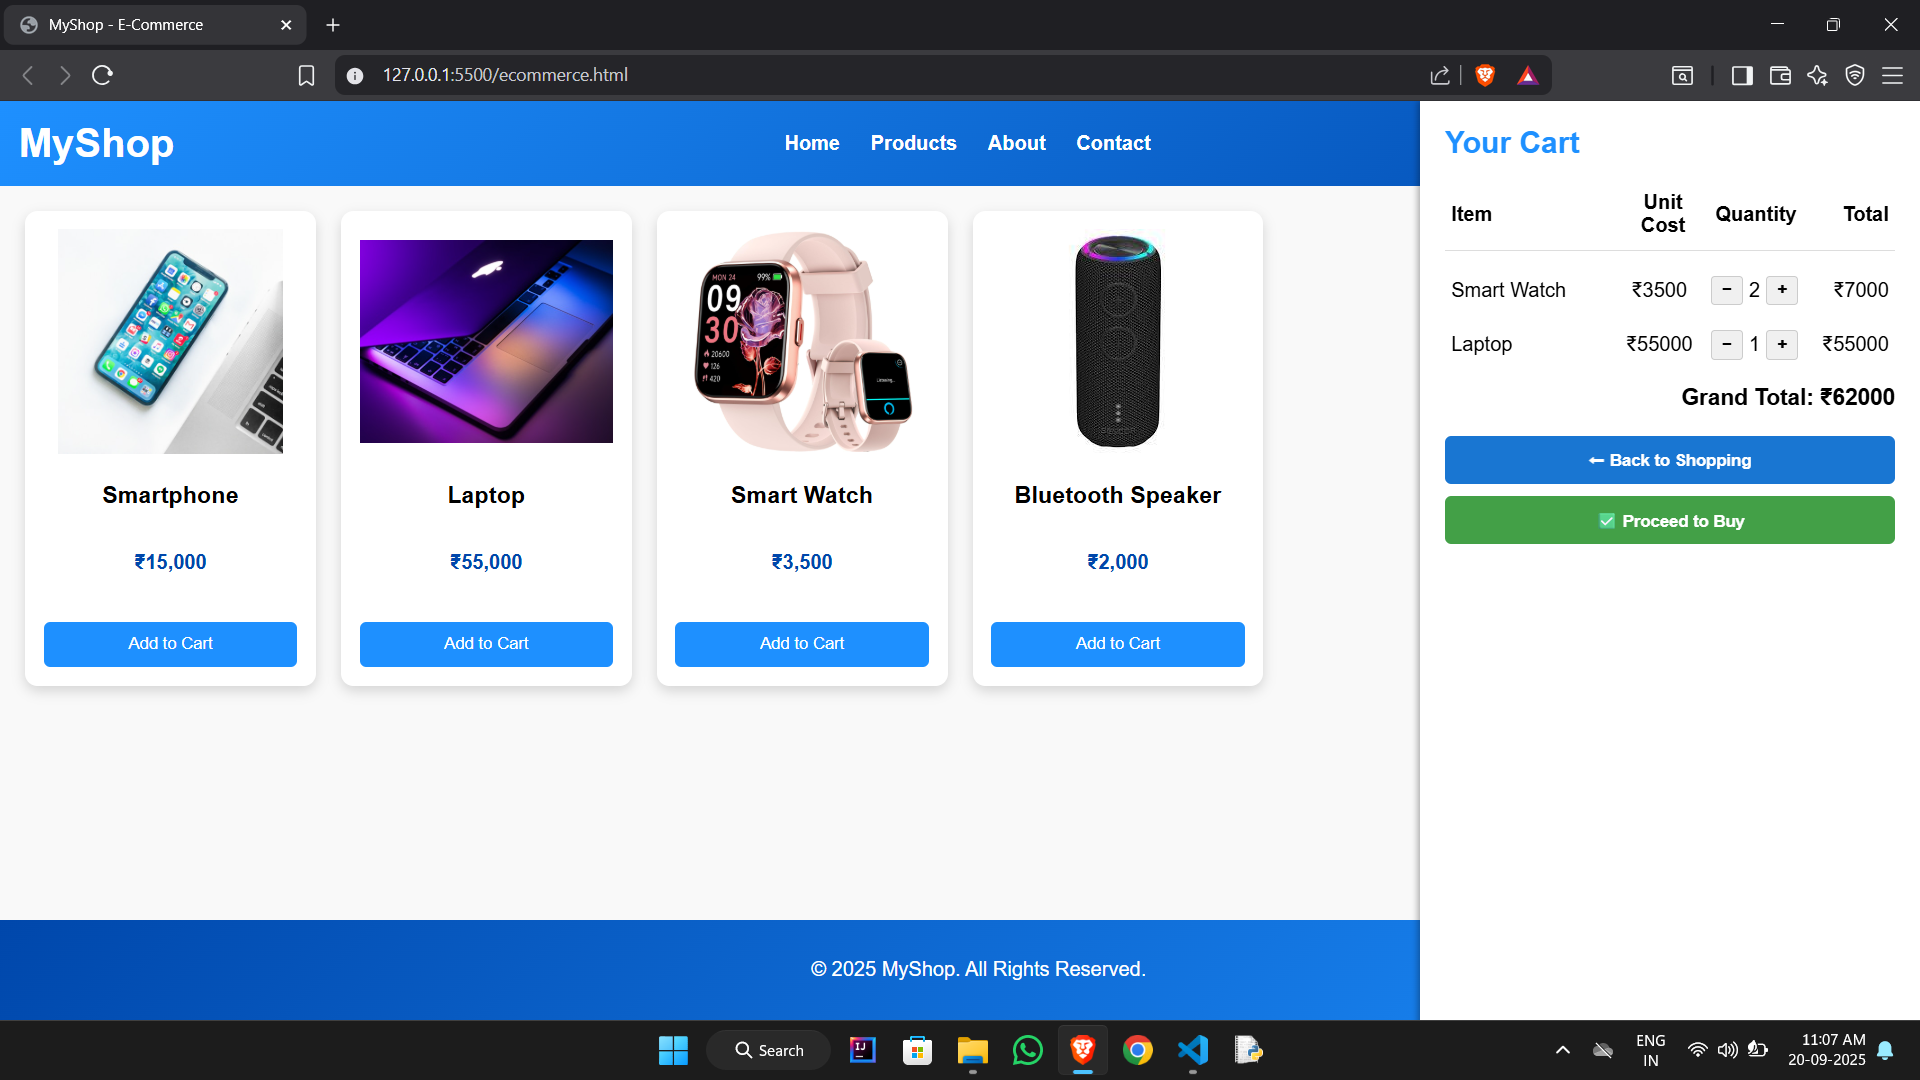 MyShop - E-Commerce
127.0.0.1:5500/ecommerce.html
MyShop
Home Products About Contact
Smartphone
₹15,000
Add to Cart
Laptop
₹55,000
Add to Cart
MON 24 99%
09
30
20600
126
420
Smart Watch
₹3,500
Add to Cart
Bluetooth Speaker
₹2,000
Add to Cart
Your Cart
Item Unit Cost Quantity Total
Smart Watch ₹3500 - 2 + ₹7000
Laptop ₹55000 - 1 + ₹55000
Grand Total: ₹62000
← Back to Shopping
✅ Proceed to Buy
© 2025 MyShop. All Rights Reserved.
IJ
Search
ENG
IN
11:07 AM
20-09-2025